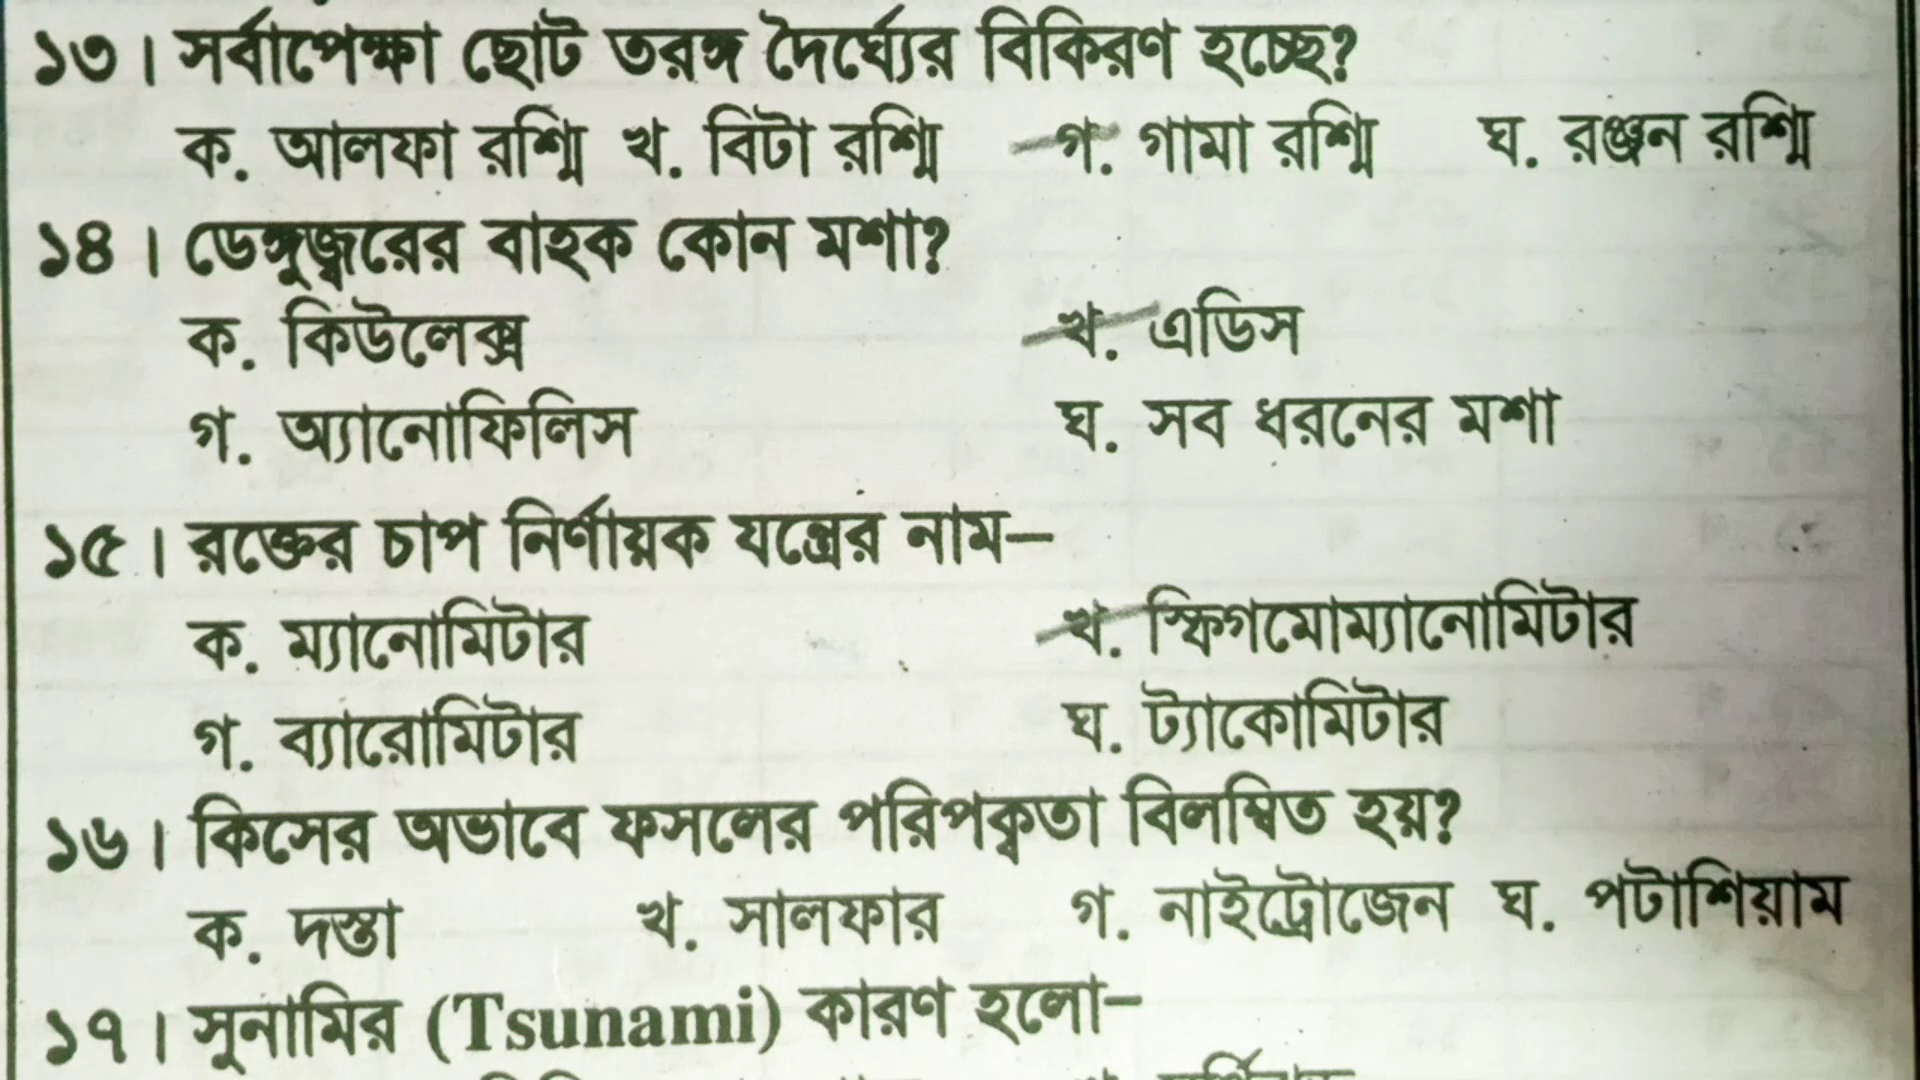 ১৩। সর্বাপেক্ষা ছোট তরঙ্গ দৈর্ঘ্যের বিকিরণ হচ্ছে?
ক. আলফা রশ্মি খ. বিটা রশ্মি গ. গামা রশ্মি ঘ. রঞ্জন রশ্মি
১৪। ডেঙ্গুজ্বরের বাহক কোন মশা?
ক. কিউলেক্স খ. এডিস
গ. অ্যানোফিলিস ঘ. সব ধরনের মশা
১৫। রক্তের চাপ নির্ণায়ক যন্ত্রের নাম–
ক. ম্যানোমিটার খ. স্ফিগমোম্যানোমিটার
গ. ব্যারোমিটার ঘ. ট্যাকোমিটার
১৬। কিসের অভাবে ফসলের পরিপক্বতা বিলম্বিত হয়?
ক. দস্তা খ. সালফার গ. নাইট্রোজেন ঘ. পটাশিয়াম
১৭। সুনামির (Tsunami) কারণ হলো–